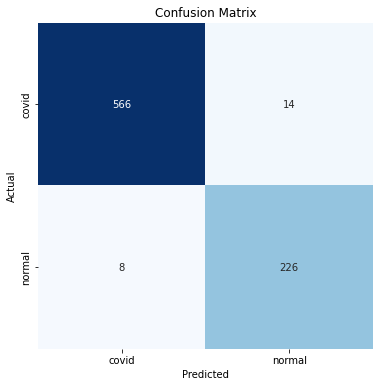 Confusion Matrix
covid
566
14
Actual
normal
8
226
covid
normal
Predicted